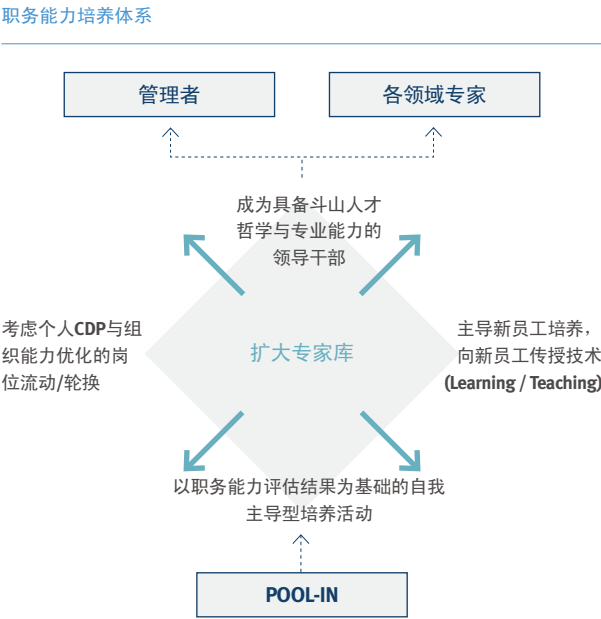 职务能力培养体系
管理者
各领域专家
成为具备斗山人才
哲学与专业能力的
领导干部
考虑个人CDP与组
织能力优化的岗
位流动/轮换
扩大专家库
主导新员工培养，
向新员工传授技术
(Learning / Teaching)
以职务能力评估结果为基础的自我
主导型培养活动
POOL-IN